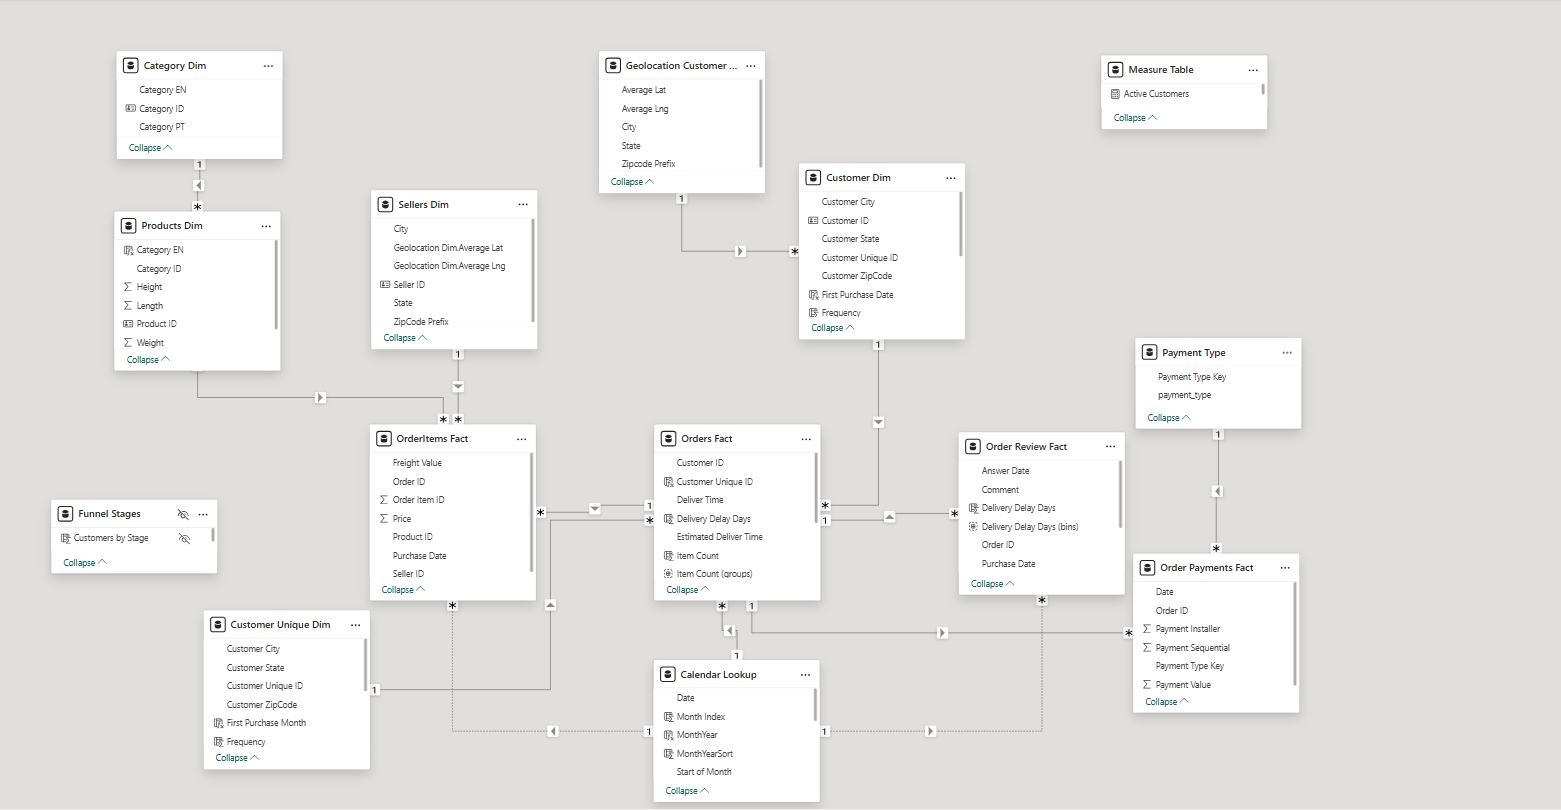 Category Dim
Category EN
Category ID
Category PT
Collapse
1
*
Products Dim
Category EN
Category ID
Height
Length
Product ID
Weight
Collapse
Sellers Dim
City
Geolocation Dim.Average Lat
Geolocation Dim.Average Lng
Seller ID
State
ZipCode Prefix
Collapse
1
* *
Geolocation Customer ...
Average Lat
Average Lng
City
State
Zipcode Prefix
Collapse
1
*
Customer Dim
Customer City
Customer ID
Customer State
Customer Unique ID
Customer ZipCode
First Purchase Date
Frequency
Collapse
1
Measure Table
Active Customers
Collapse
Payment Type
Payment Type Key
payment_type
Collapse
1
*
OrderItems Fact
Freight Value
Order ID
Order Item ID
Price
Product ID
Purchase Date
Seller ID
Collapse
*
* 1
*
Orders Fact
Customer ID
Customer Unique ID
Deliver Time
Delivery Delay Days
Estimated Deliver Time
Item Count
Item Count (groups)
Collapse
*
1 *
* 1
Order Review Fact
Answer Date
Comment
Delivery Delay Days
Delivery Delay Days (bins)
Order ID
Purchase Date
Collapse
*
Funnel Stages
Customers by Stage
Collapse
Order Payments Fact
Date
Order ID
Payment Installer
Payment Sequential
Payment Type Key
Payment Value
Collapse
*
Customer Unique Dim
Customer City
Customer State
Customer Unique ID
Customer ZipCode
First Purchase Month
Frequency
Collapse
1
1
Calendar Lookup
Date
Month Index
MonthYear
MonthYearSort
Start of Month
Collapse
1 1